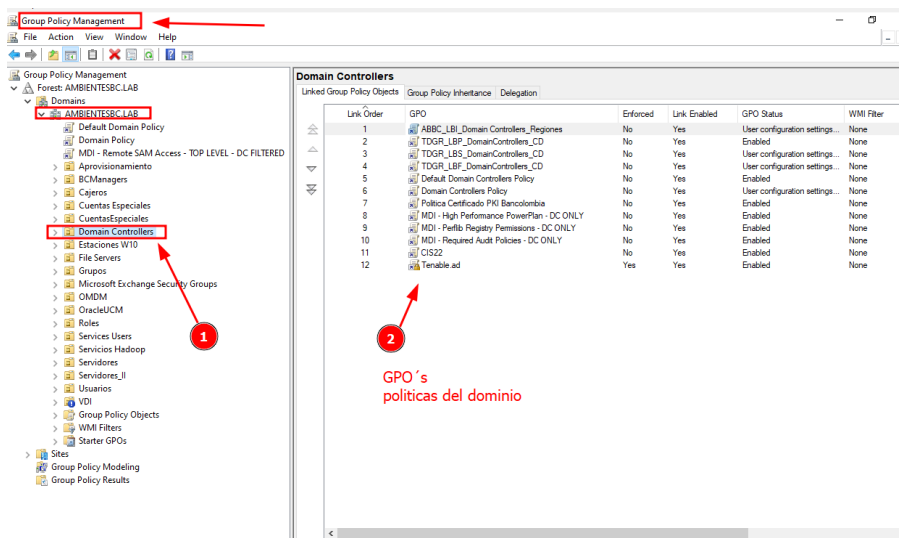 Group Policy Management
File Action View Window Help
Group Policy Management
Forest: AMBIENTESBC.LAB
Domains
AMBIENTESBC.LAB
Default Domain Policy
Domain Policy
MDI - Remote SAM Access - TOP LEVEL - DC FILTERED
Aprovisionamiento
BCManagers
Cajeros
Cuentas Especiales
CuentasEspeciales
Domain Controllers
Estaciones W10
File Servers
Grupos
Microsoft Exchange Security Groups
OMDM
OracleUCM
Roles
Services Users
Servicios Hadoop
Servidores
Servidores_II
Usuarios
VDI
Group Policy Objects
WMI Filters
Starter GPOs
Sites
Group Policy Modeling
Group Policy Results
Domain Controllers
Linked Group Policy Objects Group Policy Inheritance Delegation
Link Order GPO Enforced Link Enabled GPO Status WMI Filter
1 ABBC_LBI_Domain Controllers_Regiones No Yes User configuration settings... None
2 TDGR_LBP_DomainControllers_CD No Yes Enabled None
3 TDGR_LBS_DomainControllers_CD No Yes User configuration settings... None
4 TDGR_LBF_DomainControllers_CD No Yes User configuration settings... None
5 Default Domain Controllers Policy No Yes Enabled None
6 Domain Controllers Policy No Yes User configuration settings... None
7 Politica Certificado PKI Bancolombia No Yes Enabled None
8 MDI - High Perfomance PowerPlan - DC ONLY No Yes Enabled None
9 MDI - Perflib Registry Permissions - DC ONLY No Yes Enabled None
10 MDI - Required Audit Policies - DC ONLY No Yes Enabled None
11 CIS22 No Yes Enabled None
12 Tenable.ad Yes Yes Enabled None
1
2
GPO´s
politicas del dominio